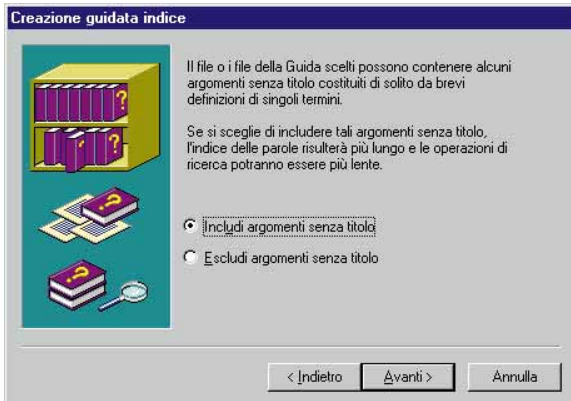 Creazione guidata indice
Il file o i file della Guida scelti possono contenere alcuni
argomenti senza titolo costituiti di solito da brevi
definizioni di singoli termini.
Se si sceglie di includere tali argomenti senza titolo,
l'indice delle parole risulterà più lungo e le operazioni di
ricerca potranno essere più lente.
Includi argomenti senza titolo
Escludi argomenti senza titolo
< Indietro
Avanti >
Annulla